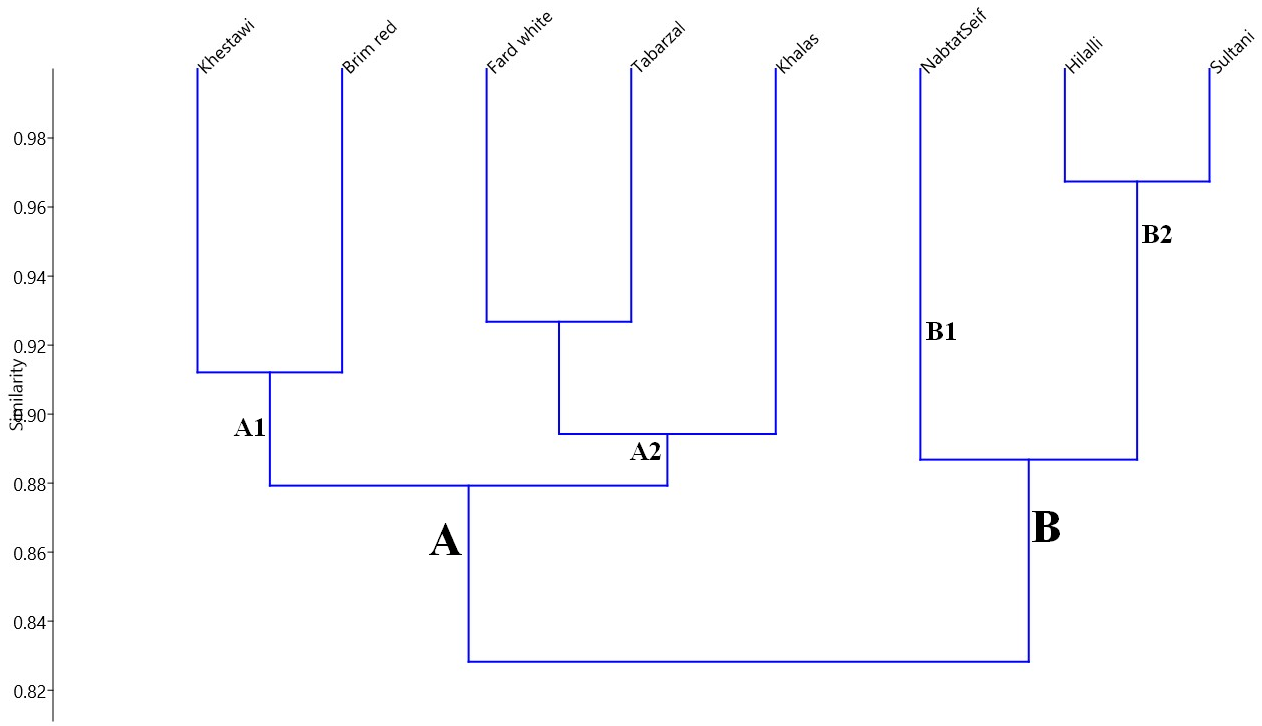 Khestawi
Brim red
Fard white
Tabarzal
Khalas
NabtatSeif
Hilalli
Sultani
0.98
0.96
0.94
0.92
0.90
0.88
0.86
0.84
0.82
Similarity
B2
B1
A1
A2
A
B